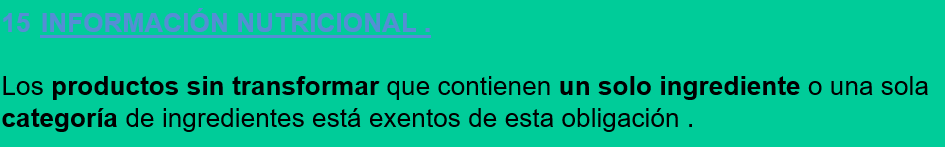 15 INFORMACIÓN NUTRICIONAL .
Los productos sin transformar que contienen un solo ingrediente o una sola
categoría de ingredientes está exentos de esta obligación .